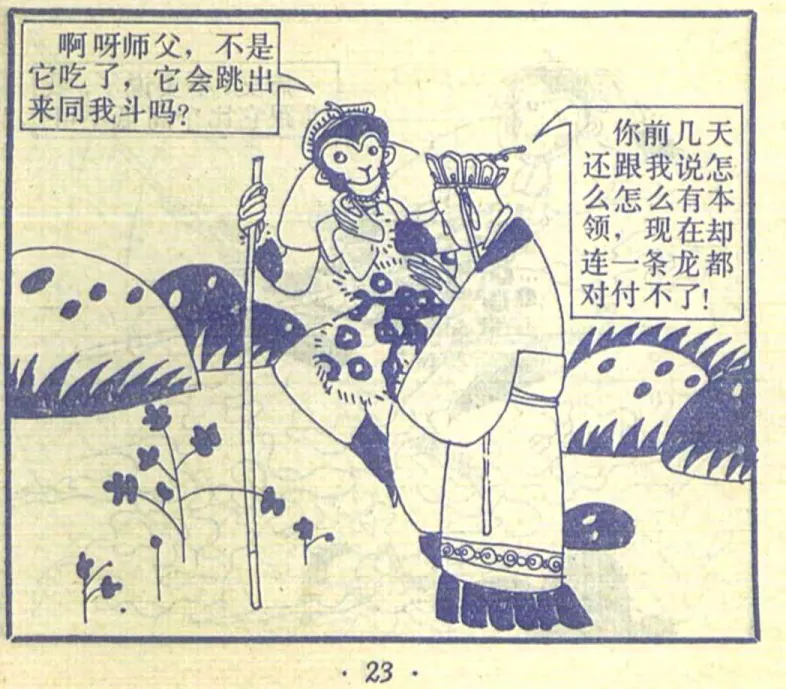 啊呀师父，不是
它吃了，它会跳出
来同我斗吗？
你前几天
还跟我说怎
么怎么有本
领，现在却
连一条龙都
对付不了！
· 23 ·